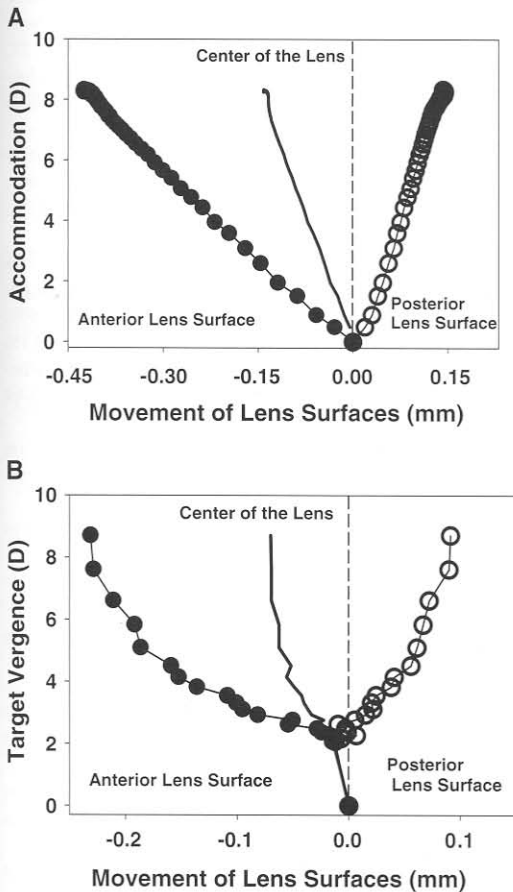 A
10
8
6
4
2
0
Accommodation (D)
Center of the Lens
Anterior Lens Surface
Posterior
Lens Surface
-0.45
-0.30
-0.15
0.00
0.15
Movement of Lens Surfaces (mm)
B
10
8
6
4
2
0
Target Vergence (D)
Center of the Lens
Anterior Lens Surface
Posterior
Lens Surface
-0.2
-0.1
0.0
0.1
Movement of Lens Surfaces (mm)